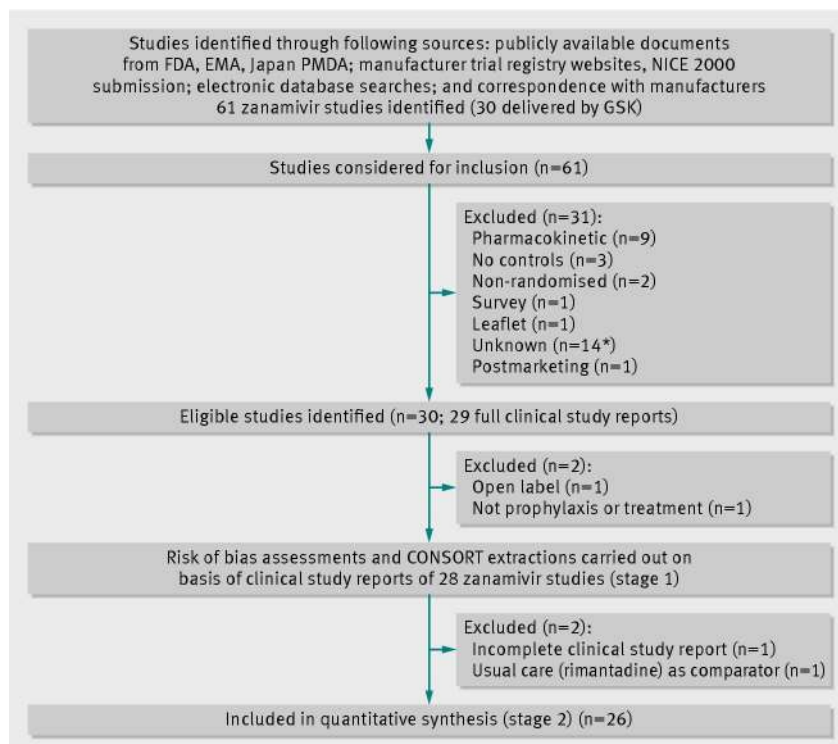 Studies identified through following sources: publicly available documents
from FDA, EMA, Japan PMDA; manufacturer trial registry websites, NICE 2000
submission; electronic database searches; and correspondence with manufacturers
61 zanamivir studies identified (30 delivered by GSK)
Studies considered for inclusion (n=61)
Excluded (n=31):
Pharmacokinetic (n=9)
No controls (n=3)
Non-randomised (n=2)
Survey (n=1)
Leaflet (n=1)
Unknown (n=14*)
Postmarketing (n=1)
Eligible studies identified (n=30; 29 full clinical study reports)
Excluded (n=2):
Open label (n=1)
Not prophylaxis or treatment (n=1)
Risk of bias assessments and CONSORT extractions carried out on
basis of clinical study reports of 28 zanamivir studies (stage 1)
Excluded (n=2):
Incomplete clinical study report (n=1)
Usual care (rimantadine) as comparator (n=1)
Included in quantitative synthesis (stage 2) (n=26)